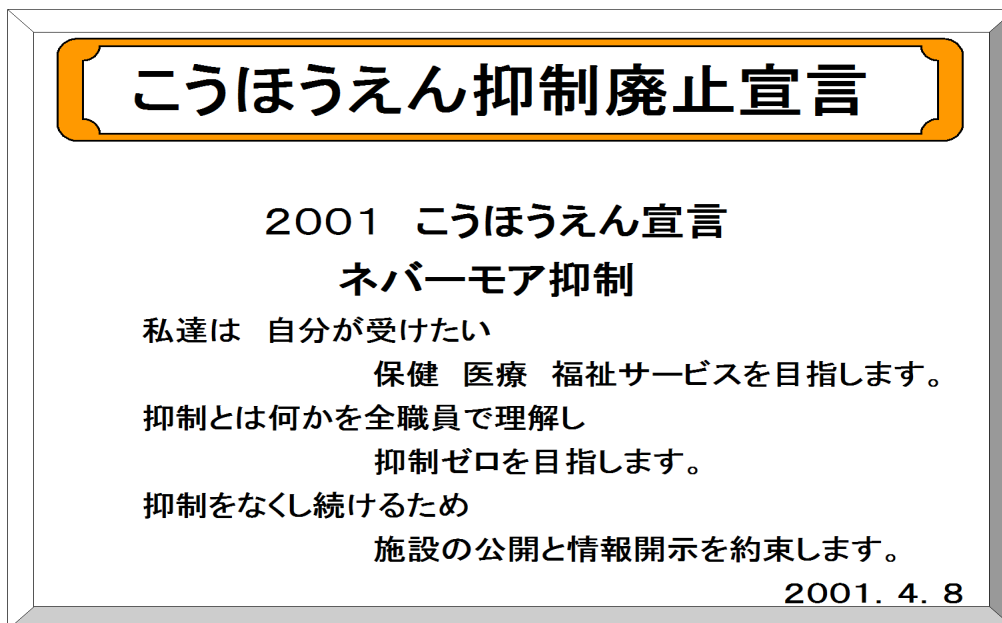 こうほうえん抑制廃止宣言
2001　こうほうえん宣言
ネバーモア抑制
私達は　自分が受けたい
保健　医療　福祉サービスを目指します。
抑制とは何かを全職員で理解し
抑制ゼロを目指します。
抑制をなくし続けるため
施設の公開と情報開示を約束します。
2001．4．8